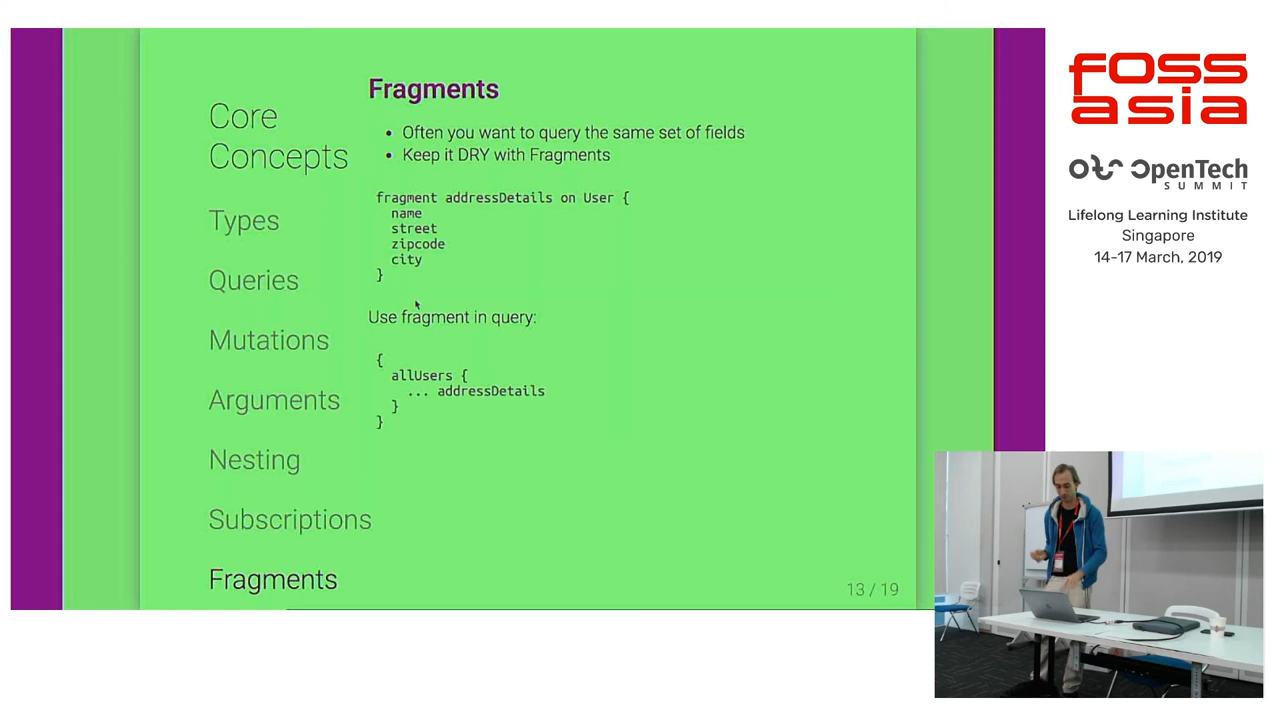 Core
Concepts
Types
Queries
Mutations
Arguments
Nesting
Subscriptions
Fragments
Fragments
• Often you want to query the same set of fields
• Keep it DRY with Fragments
fragment addressDetails on User {
name
street
zipcode
city
}
Use fragment in query:
{
allUsers {
... addressDetails
}
}
13 / 19
foss
asia
OpenTech
SUMMIT
Lifelong Learning Institute
Singapore
14-17 March, 2019